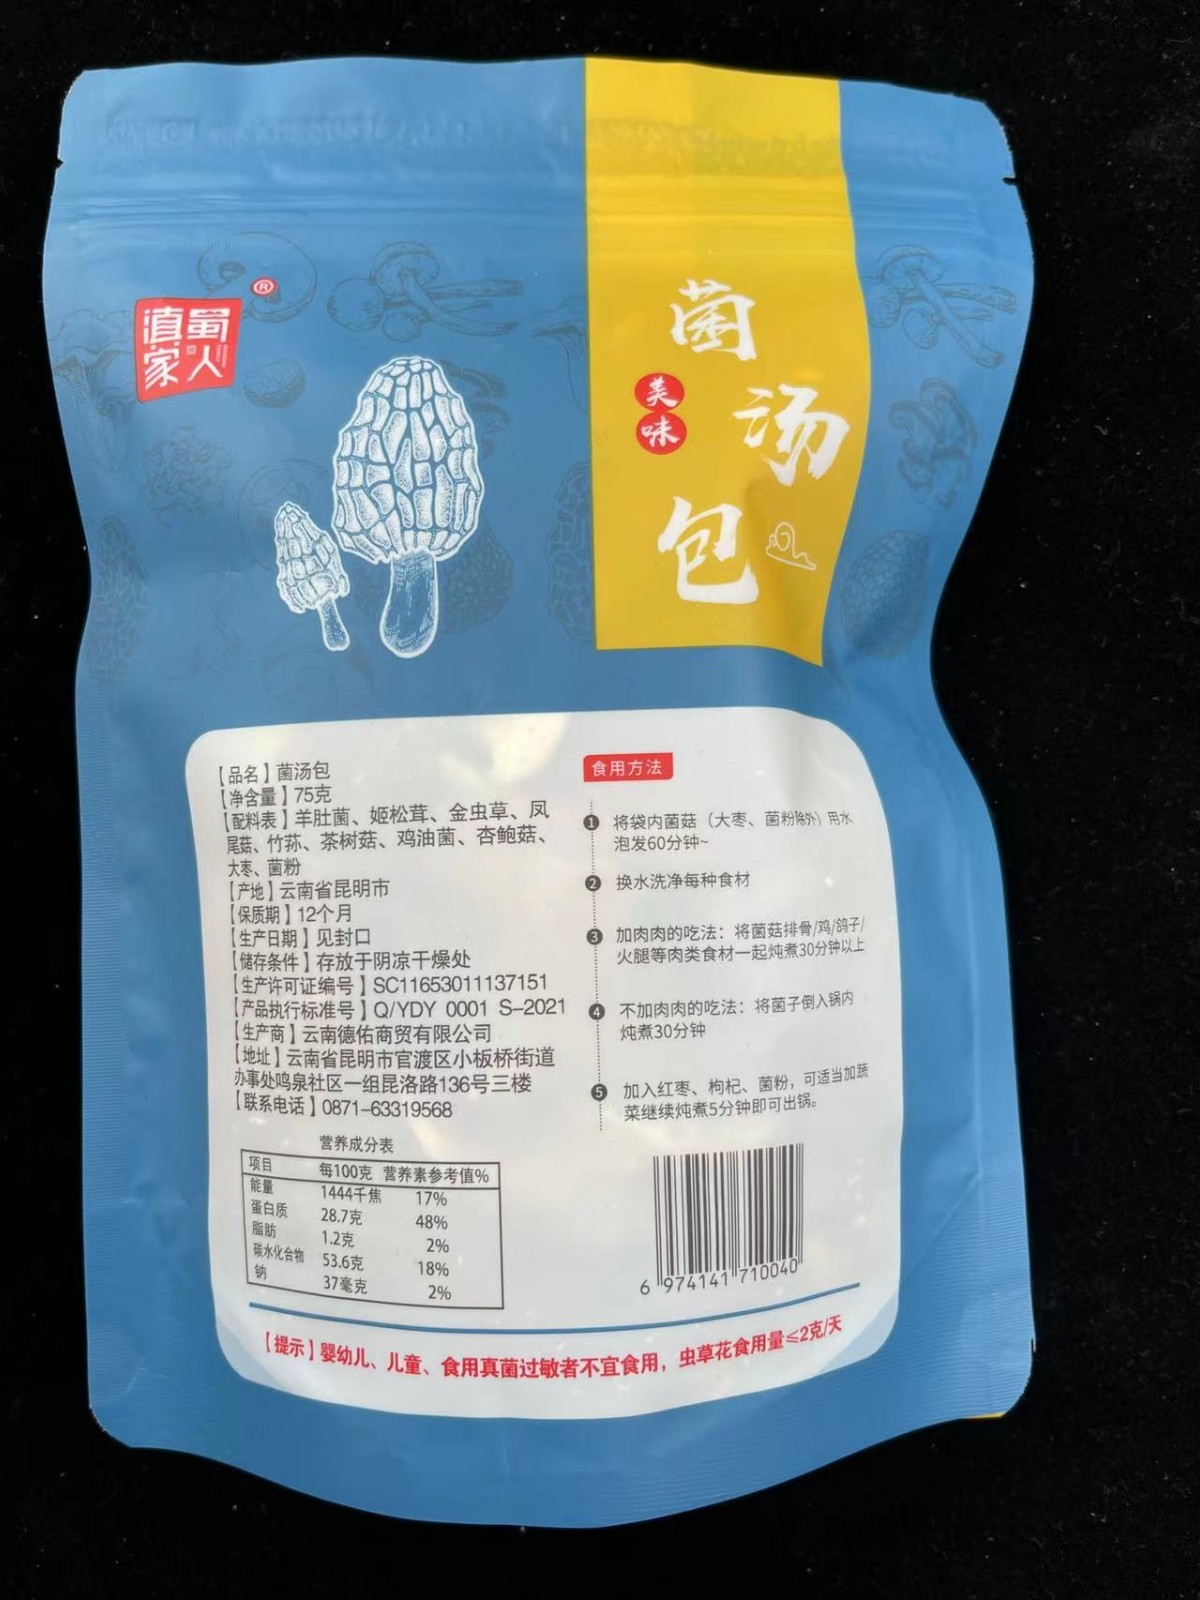 滇蜀
家人
®
菌
汤
包
美
味
【品名】菌汤包
【净含量】75克
【配料表】羊肚菌、姬松茸、金虫草、凤
尾菇、竹荪、茶树菇、鸡油菌、杏鲍菇、
大枣、菌粉
【产地】云南省昆明市
【保质期】12个月
【生产日期】见封口
【储存条件】存放于阴凉干燥处
【生产许可证编号】SC11653011137151
【产品执行标准号】Q/YDY 0001 S-2021
【生产商】云南德佑商贸有限公司
【地址】云南省昆明市官渡区小板桥街道
办事处鸣泉社区一组昆洛路136号三楼
【联系电话】0871-63319568
营养成分表
项目 每100克 营养素参考值%
能量 1444千焦 17%
蛋白质 28.7克 48%
脂肪 1.2克 2%
碳水化合物 53.6克 18%
钠 37毫克 2%
食用方法
1 将袋内菌菇（大枣、菌粉除外）用水
泡发60分钟~
2 换水洗净每种食材
3 加肉肉的吃法：将菌菇排骨/鸡/鸽子/
火腿等肉类食材一起炖煮30分钟以上
4 不加肉肉的吃法：将菌子倒入锅内
炖煮30分钟
5 加入红枣、枸杞、菌粉，可适当加蔬
菜继续炖煮5分钟即可出锅。
6 974141 710040
【提示】婴幼儿、儿童、食用真菌过敏者不宜食用，虫草花食用量≤2克/天